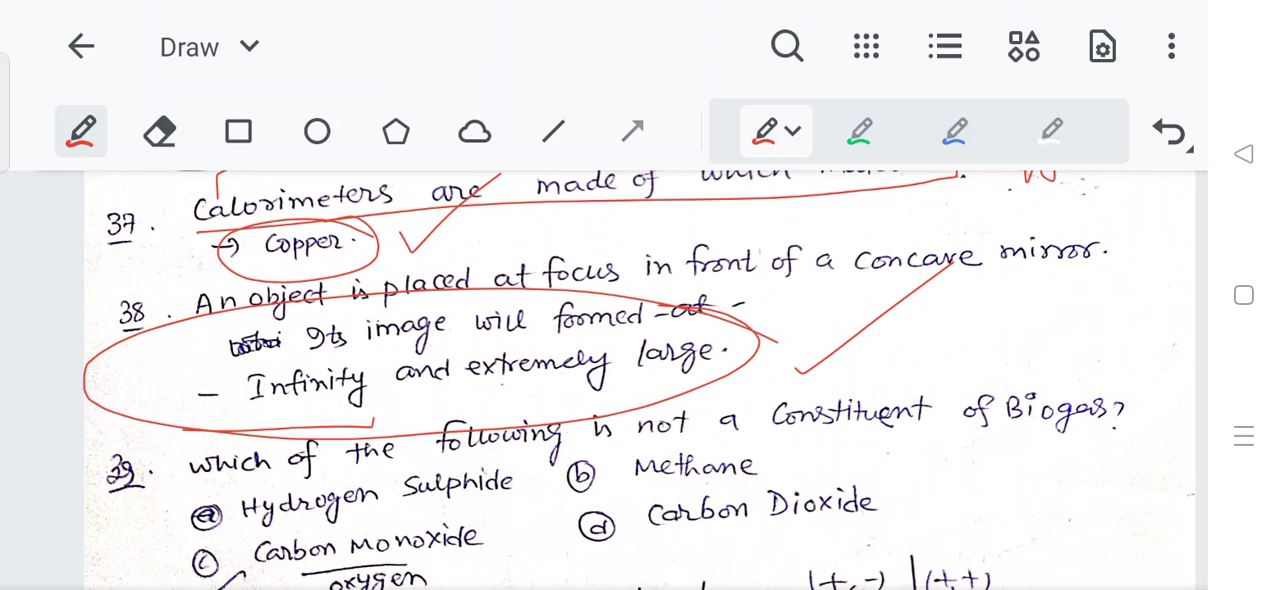 Draw
37. Calorimeters are made of which
→ Copper.
38. An object is placed at focus in front of a concave mirror.
Its image will formed - at -
- Infinity and extremely large.
39. which of the following is not a Constituent of Biogas?
(a) Hydrogen Sulphide (b) Methane
(c) Carbon Monoxide (d) Carbon Dioxide
oxygen
(+,-) | (+,+)